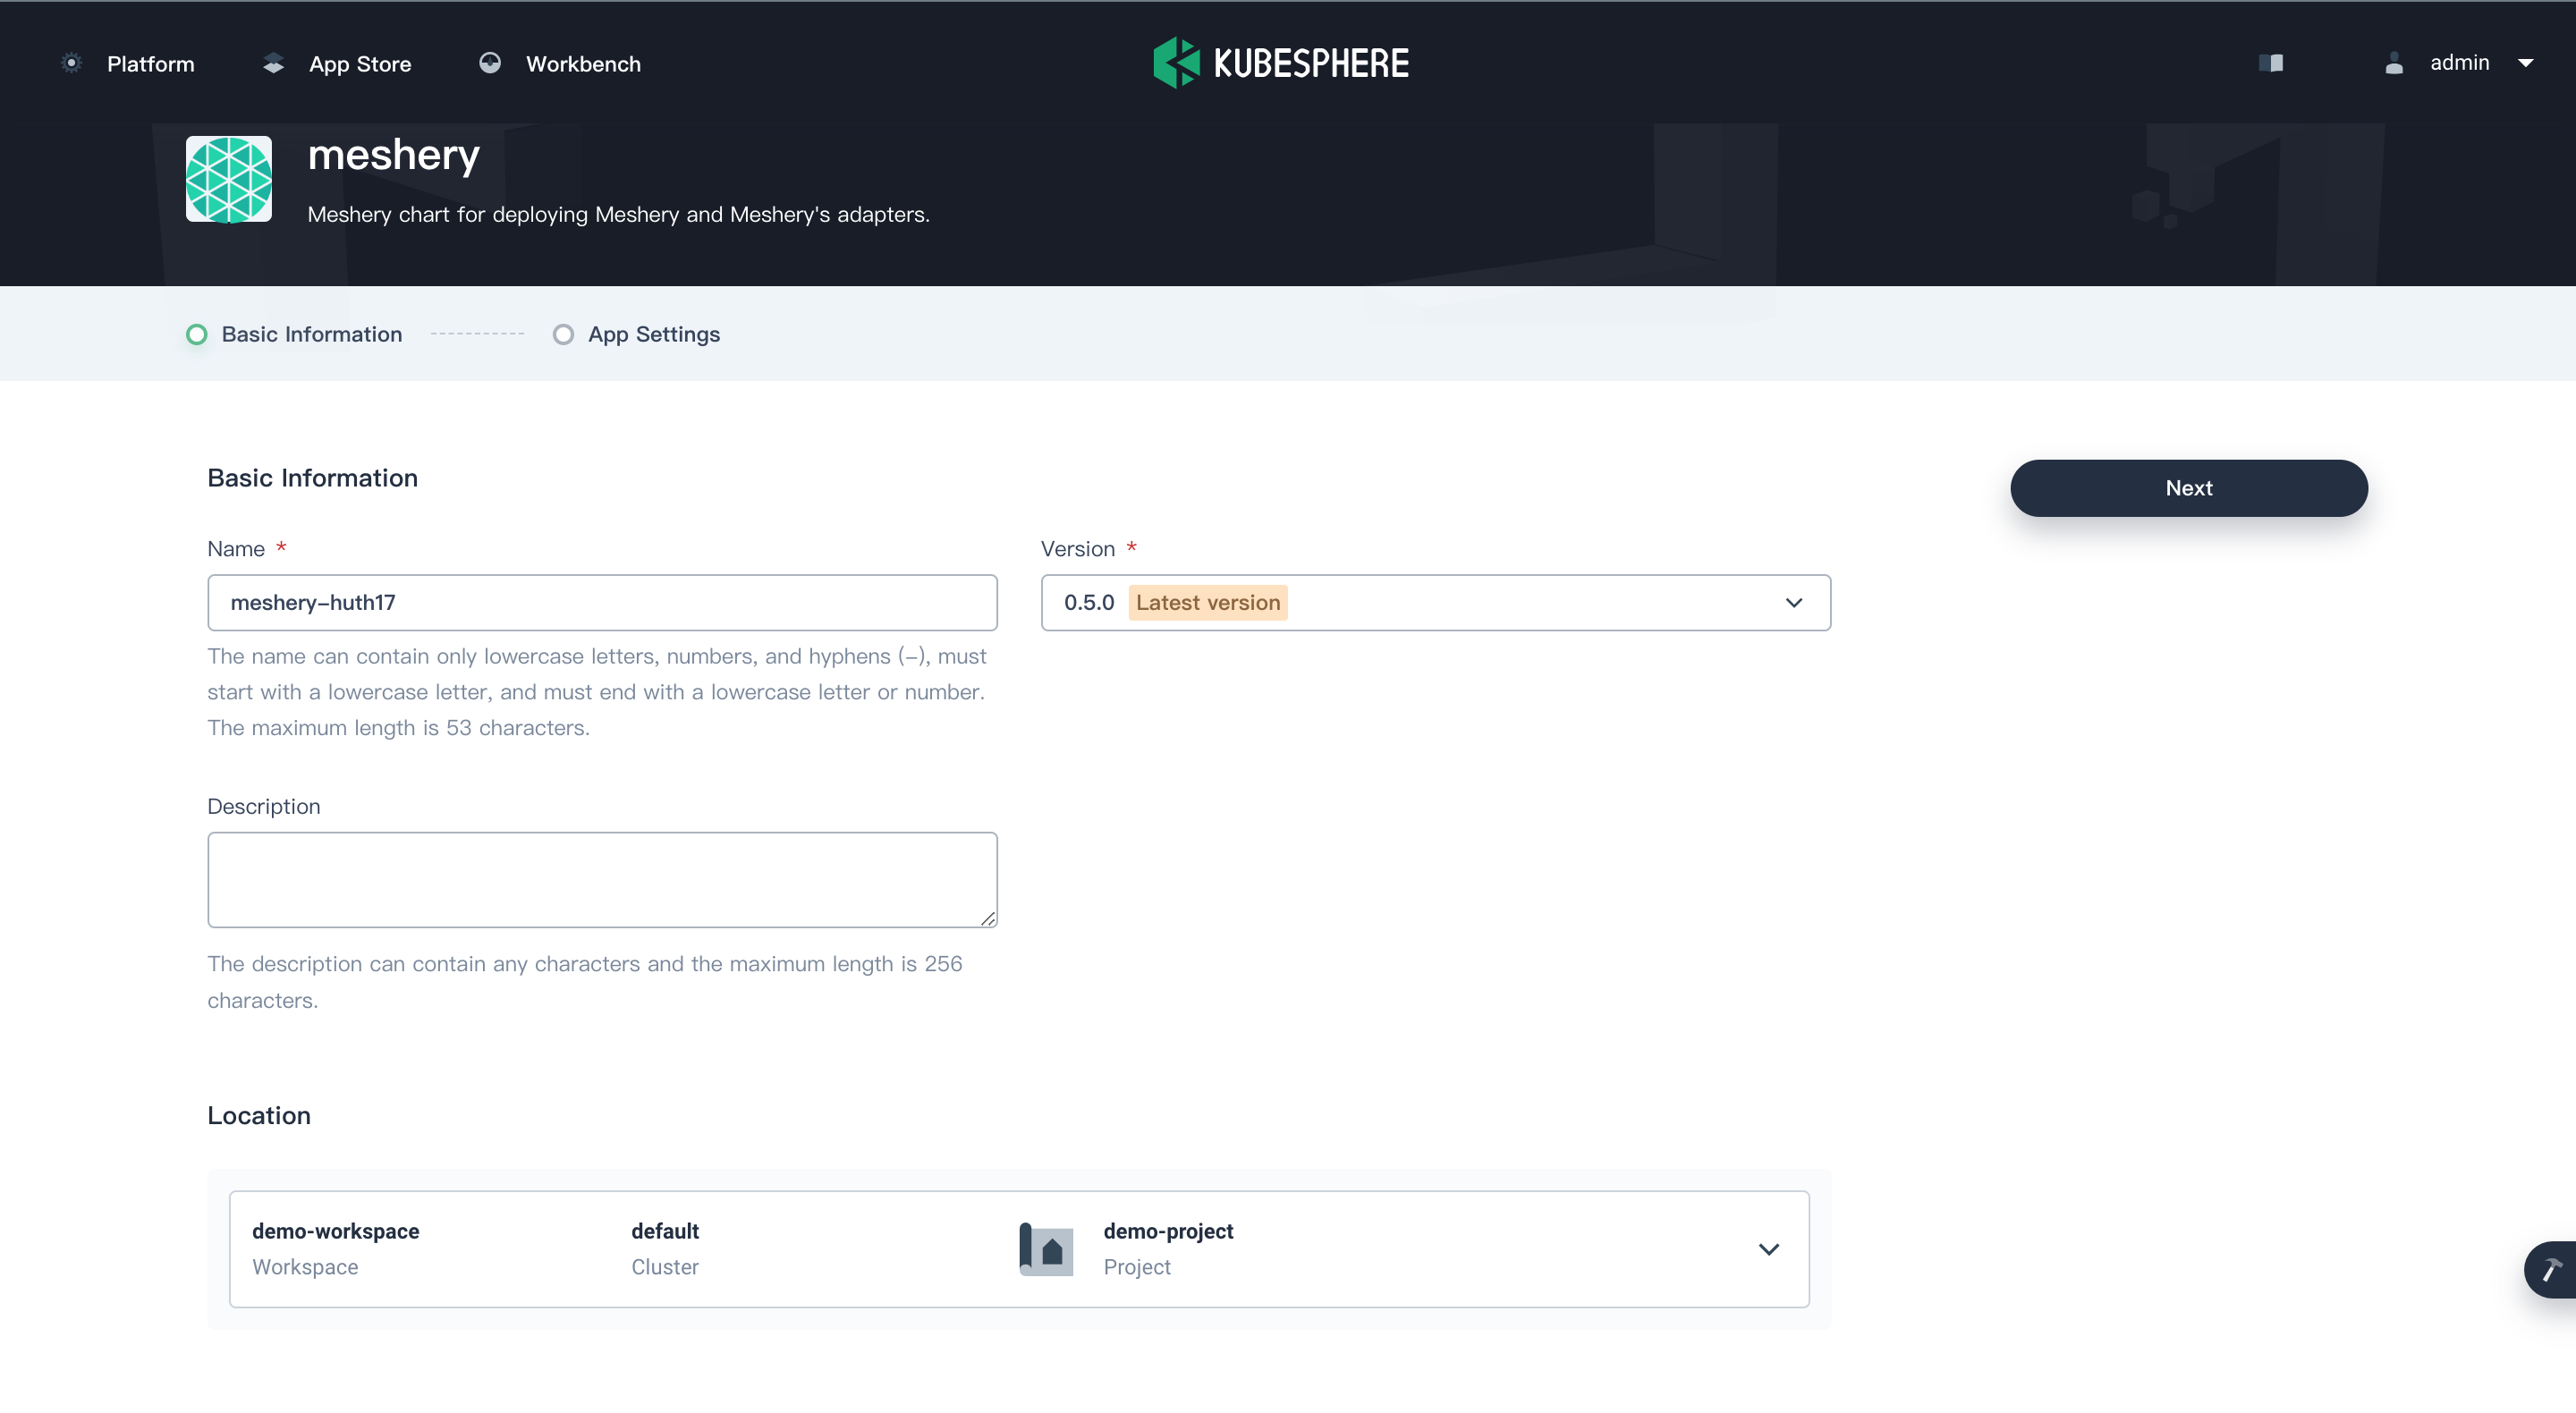 Platform
App Store
Workbench
KUBESPHERE
admin
meshery
Meshery chart for deploying Meshery and Meshery's adapters.
Basic Information
App Settings
Basic Information
Next
Name *
Version *
meshery-huth17
0.5.0 Latest version
The name can contain only lowercase letters, numbers, and hyphens (-), must
start with a lowercase letter, and must end with a lowercase letter or number.
The maximum length is 53 characters.
Description
The description can contain any characters and the maximum length is 256
characters.
Location
demo-workspace
Workspace
default
Cluster
demo-project
Project